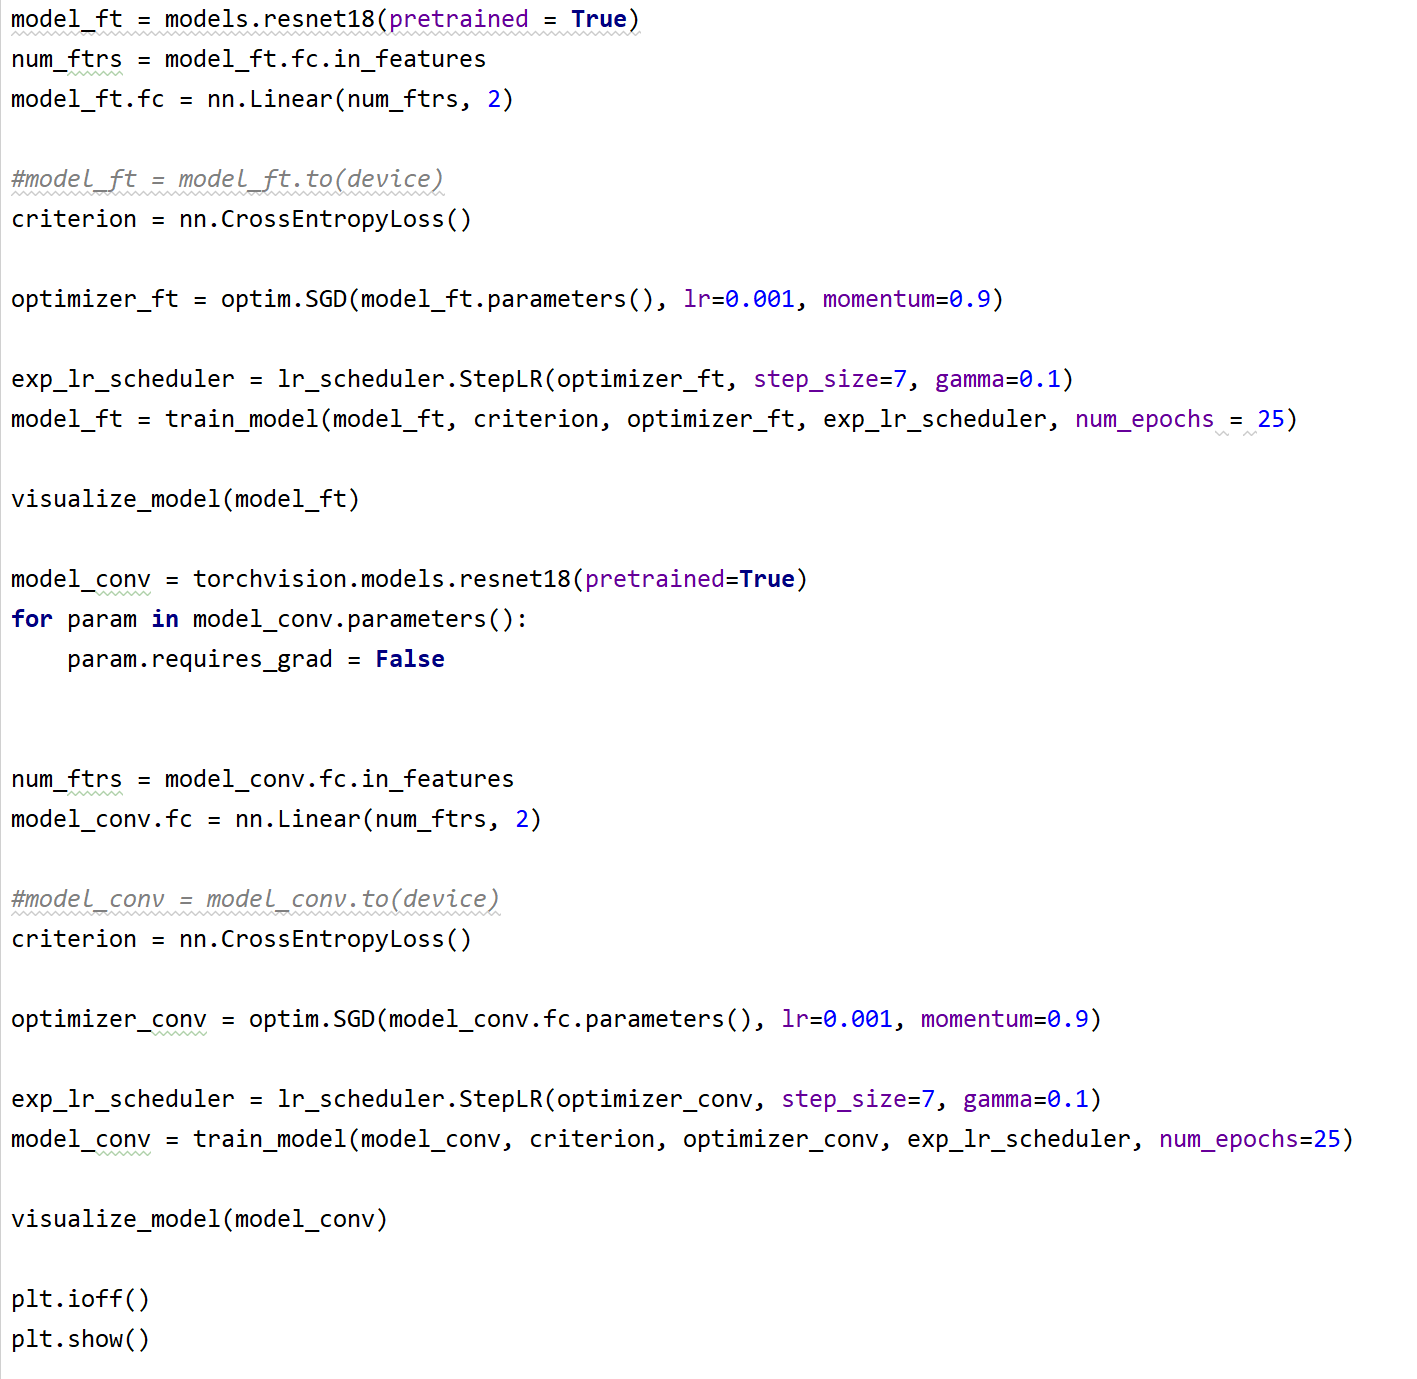 model_ft = models.resnet18(pretrained = True)
num_ftrs = model_ft.fc.in_features
model_ft.fc = nn.Linear(num_ftrs, 2)
#model_ft = model_ft.to(device)
criterion = nn.CrossEntropyLoss()
optimizer_ft = optim.SGD(model_ft.parameters(), lr=0.001, momentum=0.9)
exp_lr_scheduler = lr_scheduler.StepLR(optimizer_ft, step_size=7, gamma=0.1)
model_ft = train_model(model_ft, criterion, optimizer_ft, exp_lr_scheduler, num_epochs = 25)
visualize_model(model_ft)
model_conv = torchvision.models.resnet18(pretrained=True)
for param in model_conv.parameters():
    param.requires_grad = False
num_ftrs = model_conv.fc.in_features
model_conv.fc = nn.Linear(num_ftrs, 2)
#model_conv = model_conv.to(device)
criterion = nn.CrossEntropyLoss()
optimizer_conv = optim.SGD(model_conv.fc.parameters(), lr=0.001, momentum=0.9)
exp_lr_scheduler = lr_scheduler.StepLR(optimizer_conv, step_size=7, gamma=0.1)
model_conv = train_model(model_conv, criterion, optimizer_conv, exp_lr_scheduler, num_epochs=25)
visualize_model(model_conv)
plt.ioff()
plt.show()